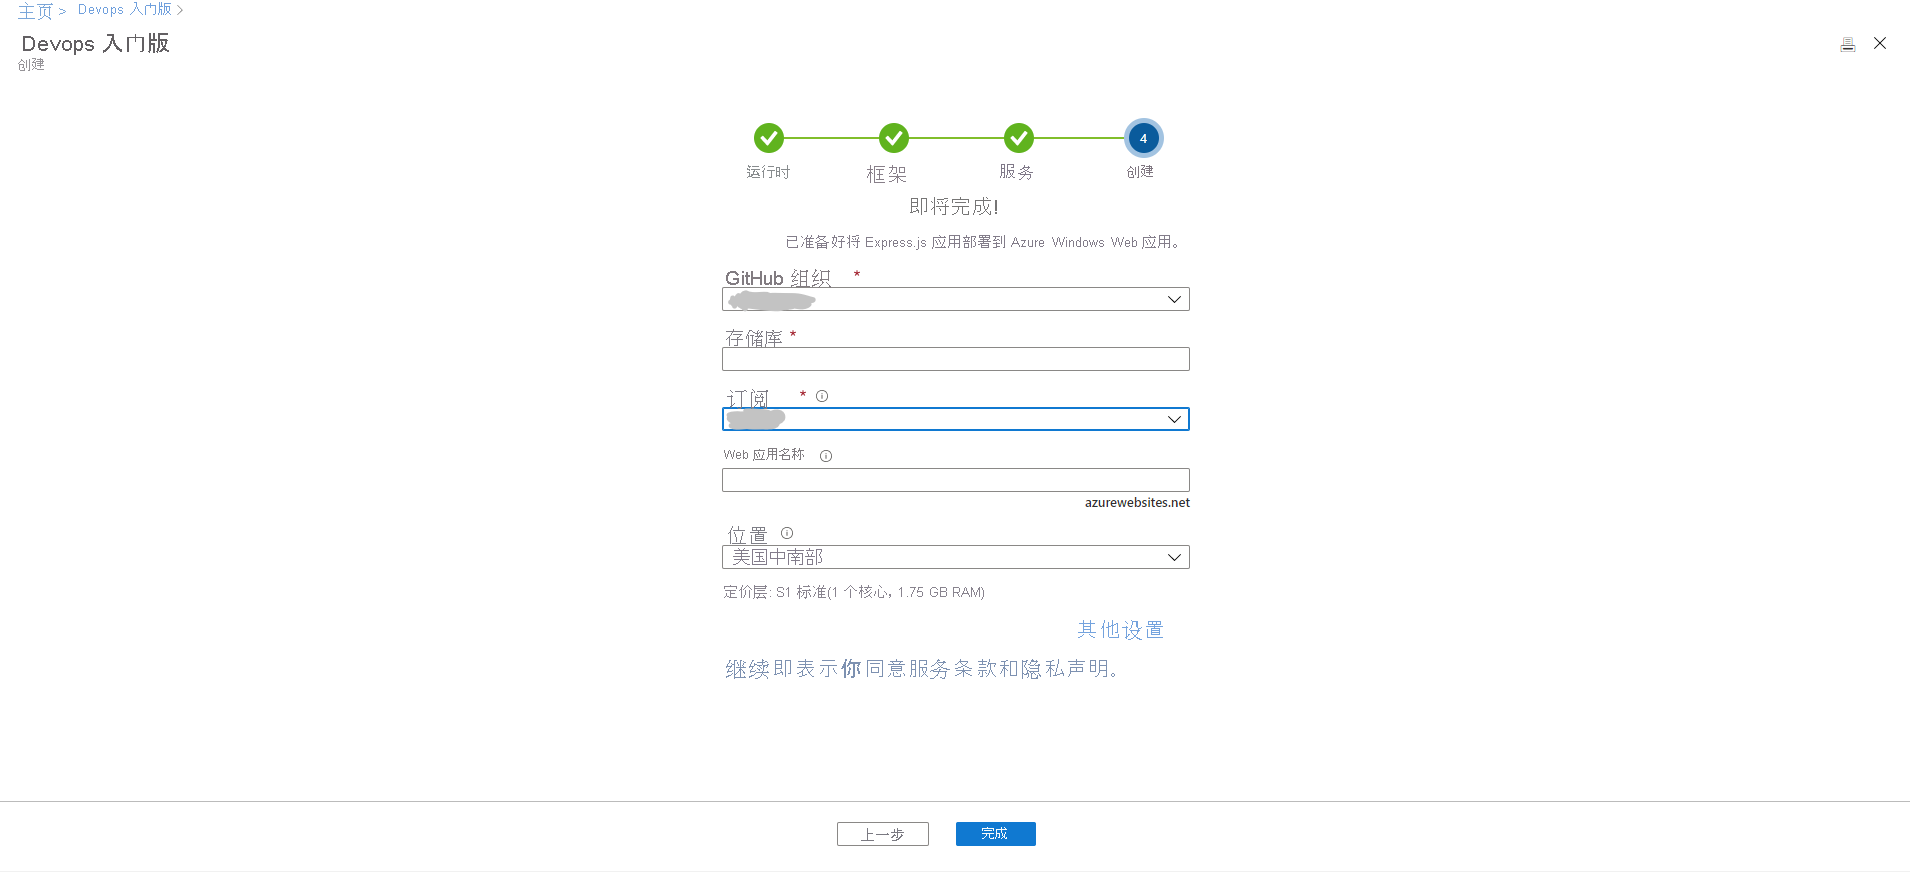 主页 > Devops 入门版 >
Devops 入门版
创建
运行时 框架 服务 4 创建
即将完成!
已准备好将 Express.js 应用部署到 Azure Windows Web 应用。
GitHub 组织 *
存储库 *
订阅 *
Web 应用名称
azurewebsites.net
位置
美国中南部
定价层: S1 标准(1 个核心，1.75 GB RAM)
其他设置
继续即表示你同意服务条款和隐私声明。
上一步 完成